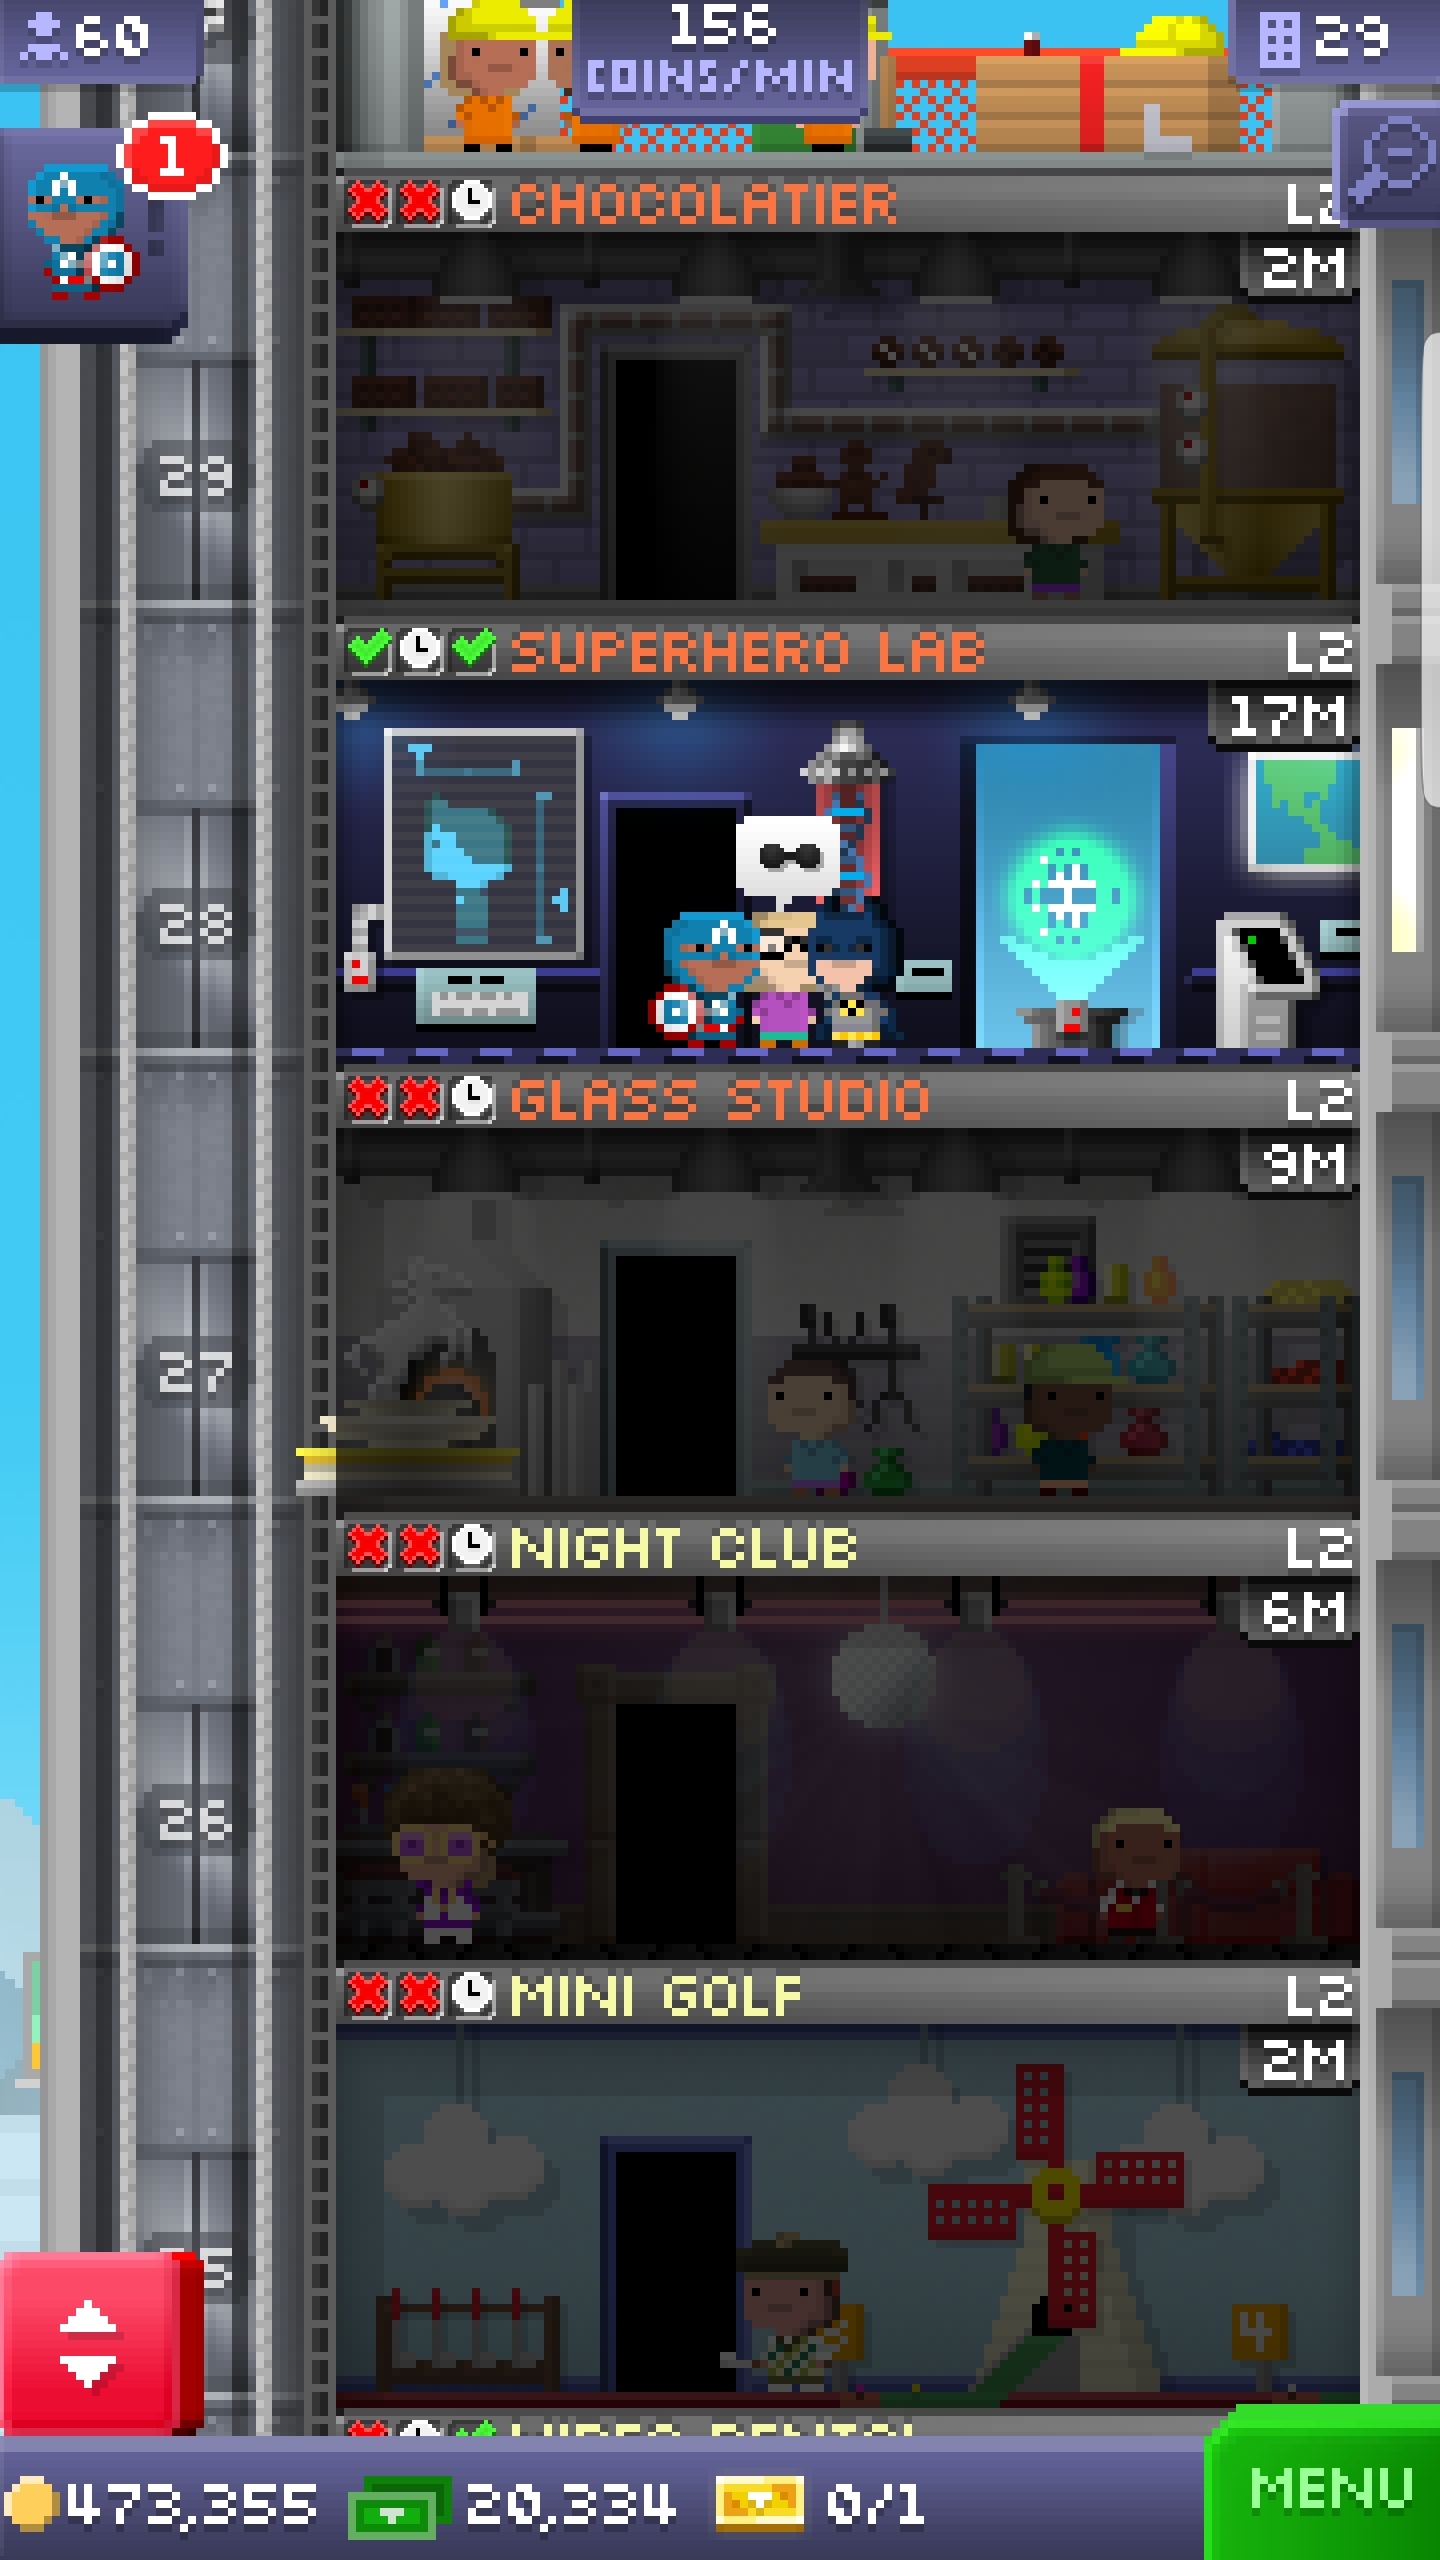 60
156
COINS/MIN
29
1
CHOCOLATIER L2
2M
29
SUPERHERO LAB L2
17M
28
GLASS STUDIO L2
9M
27
NIGHT CLUB L2
6M
26
MINI GOLF L2
2M
4
473,355 20,334 0/1
MENU